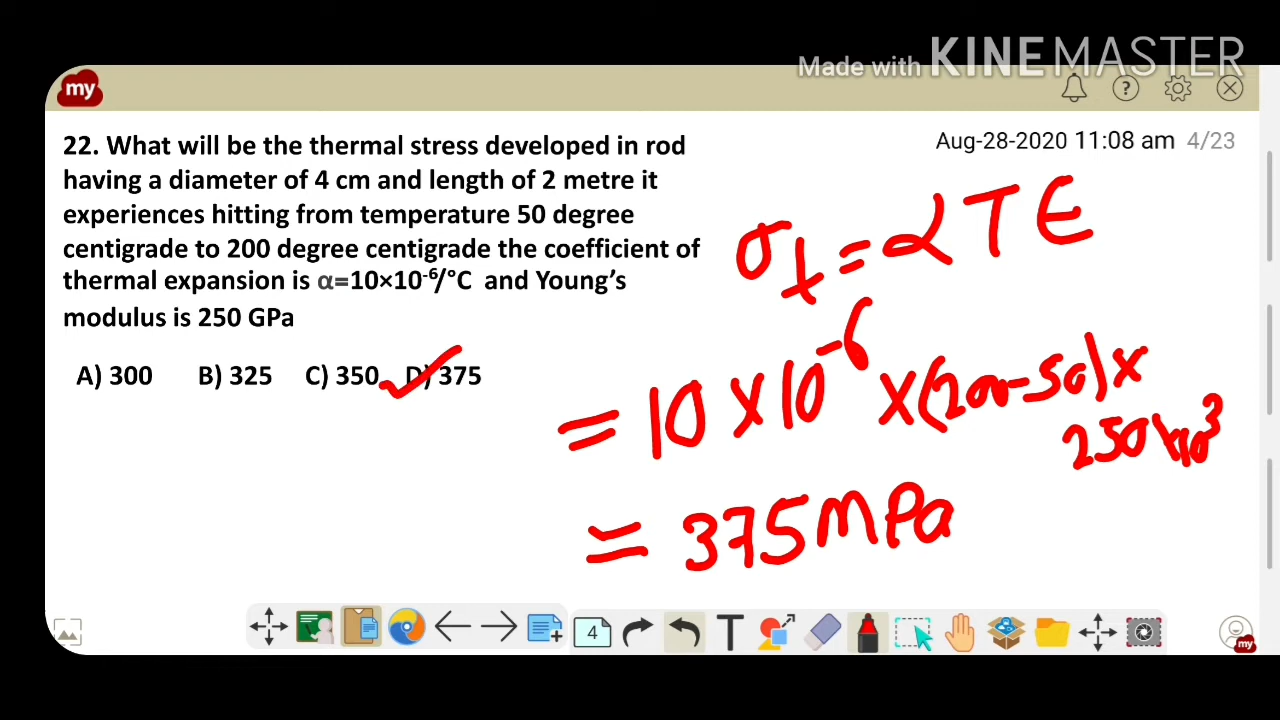 Made with KINEMASTER
my
22. What will be the thermal stress developed in rod
having a diameter of 4 cm and length of 2 metre it
experiences hitting from temperature 50 degree
centigrade to 200 degree centigrade the coefficient of
thermal expansion is α=10×10⁻⁶/°C and Young's
modulus is 250 GPa
A) 300 B) 325 C) 350 D) 375
Aug-28-2020 11:08 am 4/23
σt = αTE
= 10 × 10⁻⁶ × (200-50) ×
250×10³
= 375 MPa
4
T
my